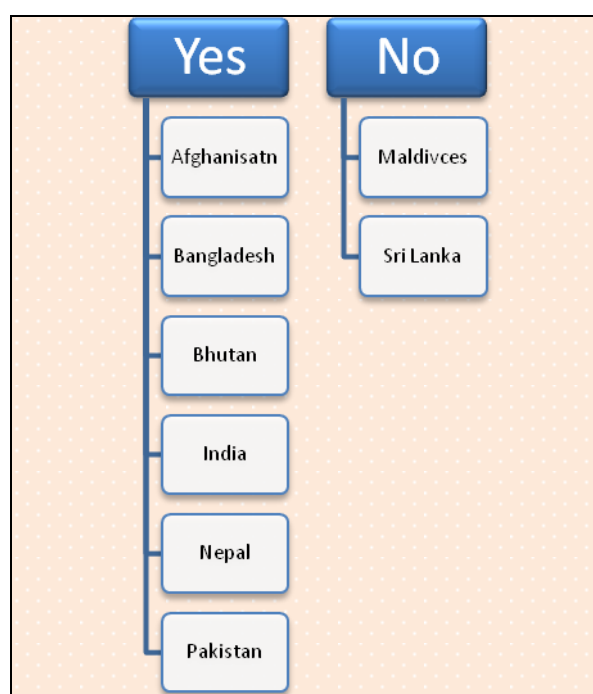 Yes
Afghanisatn
Bangladesh
Bhutan
India
Nepal
Pakistan
No
Maldivces
Sri Lanka